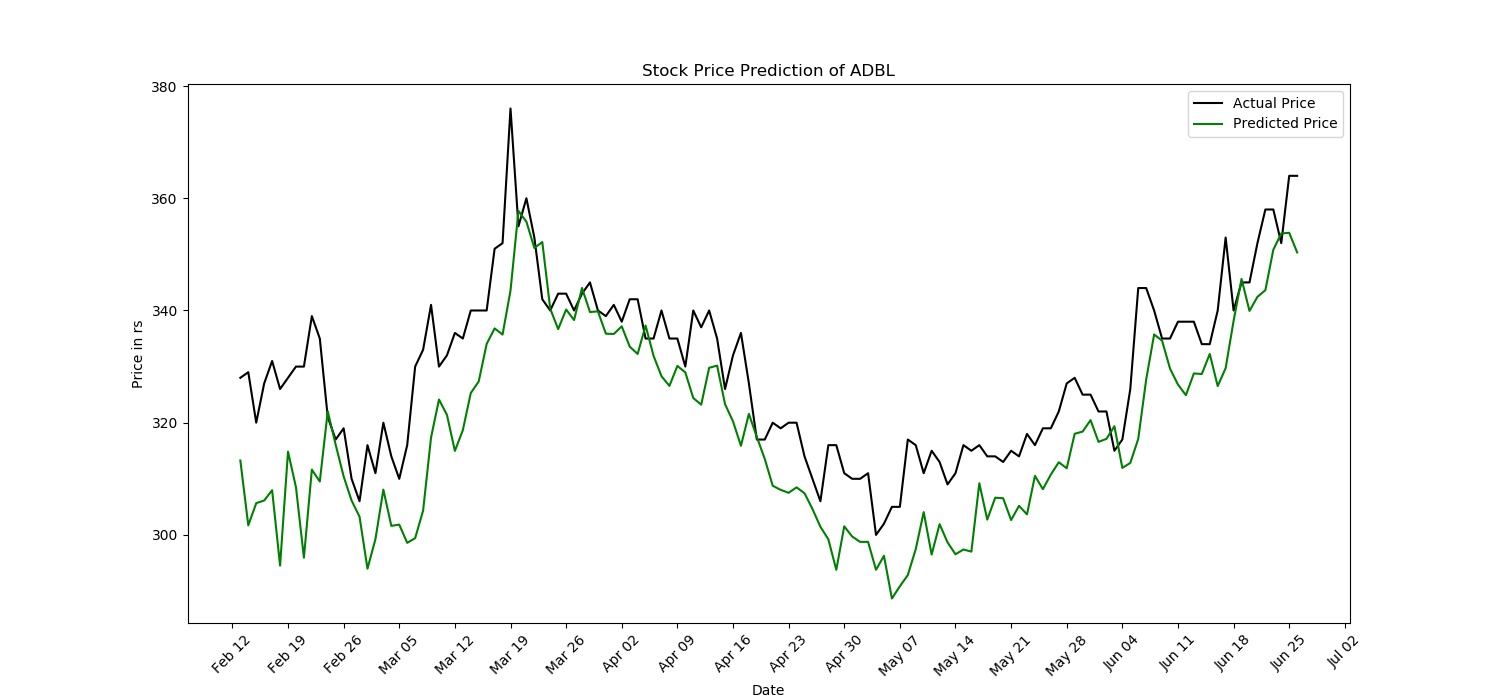 Stock Price Prediction of ADBL
Actual Price
Predicted Price
Price in rs
380
360
340
320
300
Feb 12
Feb 19
Feb 26
Mar 05
Mar 12
Mar 19
Mar 26
Apr 02
Apr 09
Apr 16
Apr 23
Apr 30
May 07
May 14
May 21
May 28
Jun 04
Jun 11
Jun 18
Jun 25
Jul 02
Date